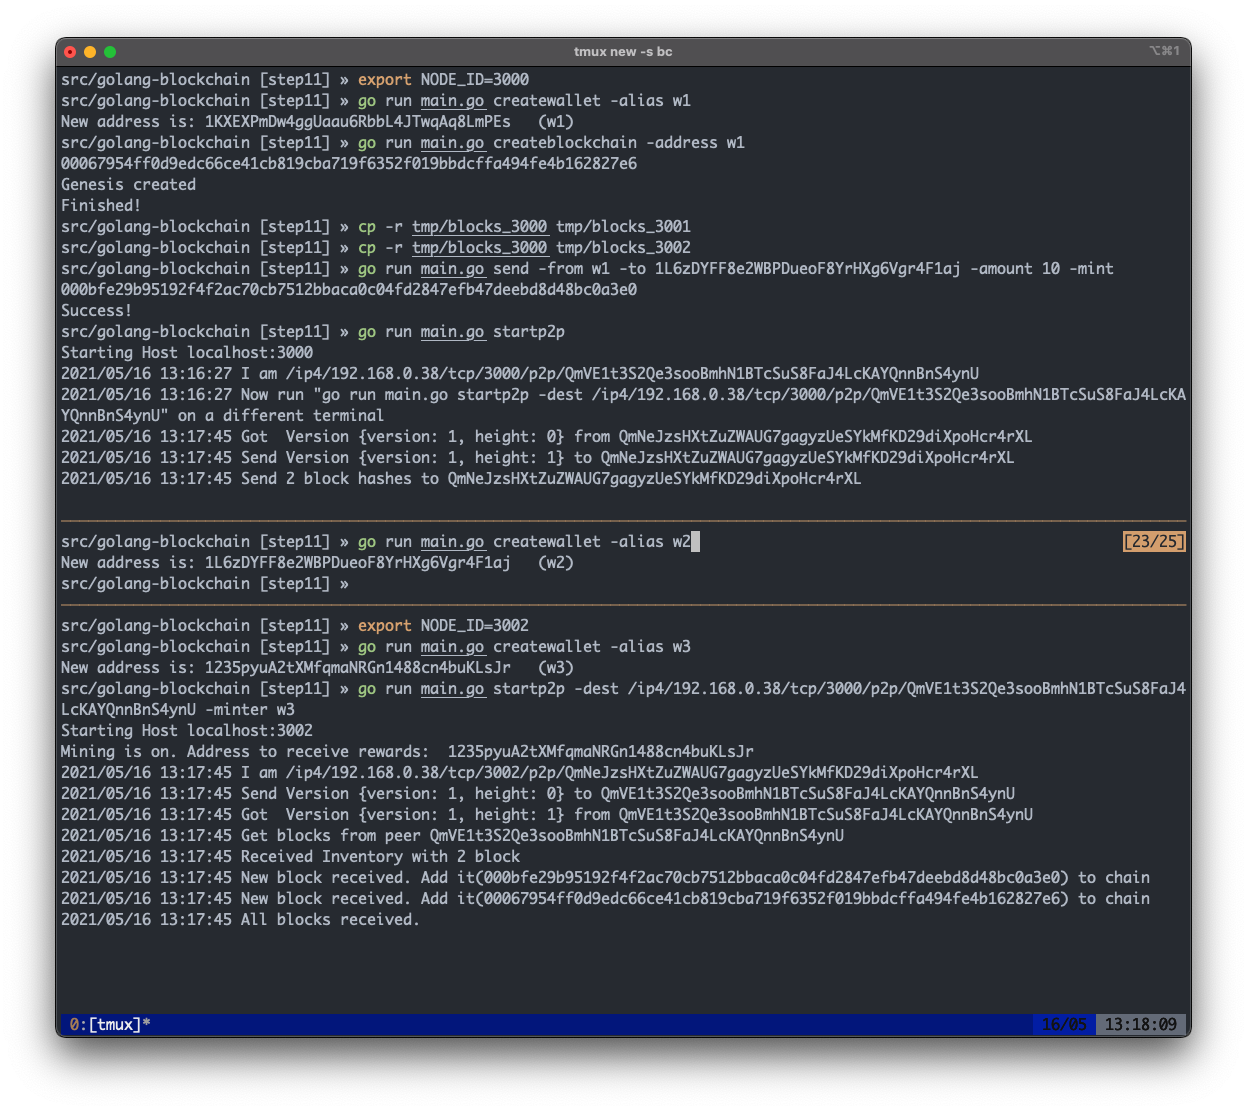 tmux new -s bc
⌥⌘1
src/golang-blockchain [step11] » export NODE_ID=3000
src/golang-blockchain [step11] » go run main.go createwallet -alias w1
New address is: 1KXEXPmDw4ggUaau6RbbL4JTwqAq8LmPEs   (w1)
src/golang-blockchain [step11] » go run main.go createblockchain -address w1
00067954ff0d9edc66ce41cb819cba719f6352f019bbdcffa494fe4b162827e6
Genesis created
Finished!
src/golang-blockchain [step11] » cp -r tmp/blocks_3000 tmp/blocks_3001
src/golang-blockchain [step11] » cp -r tmp/blocks_3000 tmp/blocks_3002
src/golang-blockchain [step11] » go run main.go send -from w1 -to 1L6zDYFF8e2WBPDueoF8YrHXg6Vgr4F1aj -amount 10 -mint
000bfe29b95192f4f2ac70cb7512bbaca0c04fd2847efb47deebd8d48bc0a3e0
Success!
src/golang-blockchain [step11] » go run main.go startp2p
Starting Host localhost:3000
2021/05/16 13:16:27 I am /ip4/192.168.0.38/tcp/3000/p2p/QmVE1t3S2Qe3sooBmhN1BTcSuS8FaJ4LcKAYQnnBnS4ynU
2021/05/16 13:16:27 Now run "go run main.go startp2p -dest /ip4/192.168.0.38/tcp/3000/p2p/QmVE1t3S2Qe3sooBmhN1BTcSuS8FaJ4LcKA
YQnnBnS4ynU" on a different terminal
2021/05/16 13:17:45 Got  Version {version: 1, height: 0} from QmNeJzsHXtZuZWAUG7gagyzUeSYkMfKD29diXpoHcr4rXL
2021/05/16 13:17:45 Send Version {version: 1, height: 1} to QmNeJzsHXtZuZWAUG7gagyzUeSYkMfKD29diXpoHcr4rXL
2021/05/16 13:17:45 Send 2 block hashes to QmNeJzsHXtZuZWAUG7gagyzUeSYkMfKD29diXpoHcr4rXL
src/golang-blockchain [step11] » go run main.go createwallet -alias w2 [23/25]
New address is: 1L6zDYFF8e2WBPDueoF8YrHXg6Vgr4F1aj   (w2)
src/golang-blockchain [step11] »
src/golang-blockchain [step11] » export NODE_ID=3002
src/golang-blockchain [step11] » go run main.go createwallet -alias w3
New address is: 1235pyuA2tXMfqmaNRGn1488cn4buKLsJr   (w3)
src/golang-blockchain [step11] » go run main.go startp2p -dest /ip4/192.168.0.38/tcp/3000/p2p/QmVE1t3S2Qe3sooBmhN1BTcSuS8FaJ4
LcKAYQnnBnS4ynU -minter w3
Starting Host localhost:3002
Mining is on. Address to receive rewards:  1235pyuA2tXMfqmaNRGn1488cn4buKLsJr
2021/05/16 13:17:45 I am /ip4/192.168.0.38/tcp/3002/p2p/QmNeJzsHXtZuZWAUG7gagyzUeSYkMfKD29diXpoHcr4rXL
2021/05/16 13:17:45 Send Version {version: 1, height: 0} to QmVE1t3S2Qe3sooBmhN1BTcSuS8FaJ4LcKAYQnnBnS4ynU
2021/05/16 13:17:45 Got  Version {version: 1, height: 1} from QmVE1t3S2Qe3sooBmhN1BTcSuS8FaJ4LcKAYQnnBnS4ynU
2021/05/16 13:17:45 Get blocks from peer QmVE1t3S2Qe3sooBmhN1BTcSuS8FaJ4LcKAYQnnBnS4ynU
2021/05/16 13:17:45 Received Inventory with 2 block
2021/05/16 13:17:45 New block received. Add it(000bfe29b95192f4f2ac70cb7512bbaca0c04fd2847efb47deebd8d48bc0a3e0) to chain
2021/05/16 13:17:45 New block received. Add it(00067954ff0d9edc66ce41cb819cba719f6352f019bbdcffa494fe4b162827e6) to chain
2021/05/16 13:17:45 All blocks received.
0:[tmux]* 16/05 13:18:09